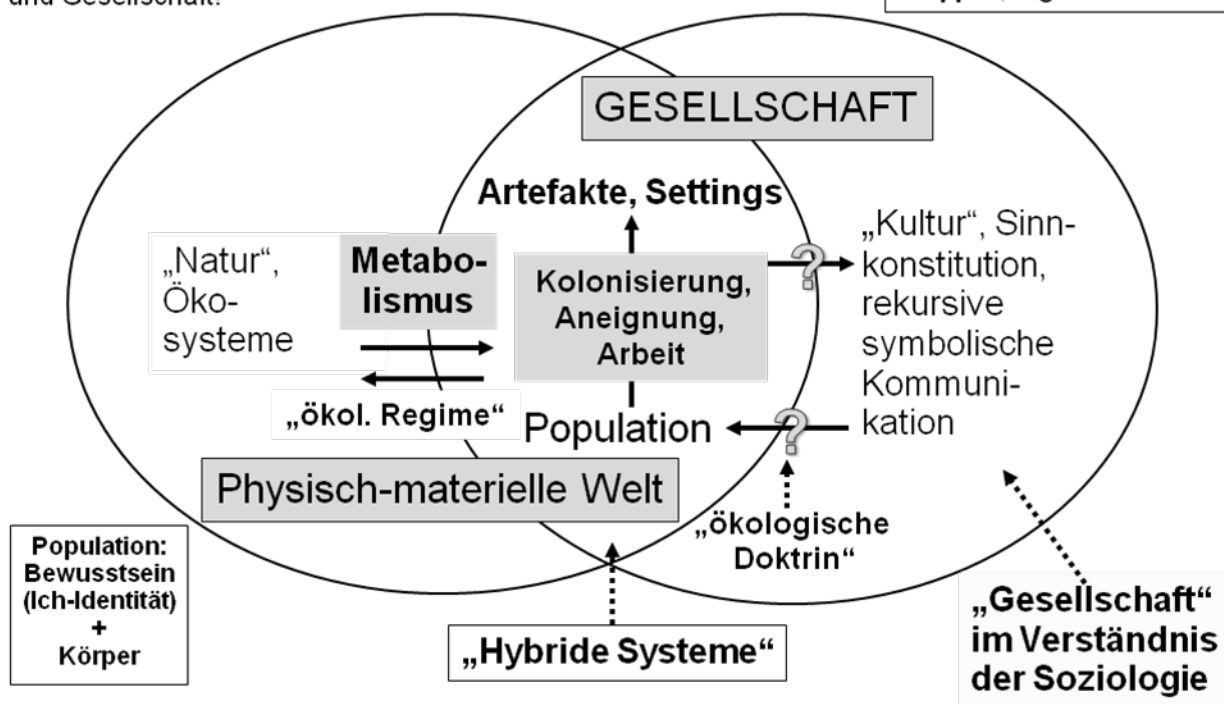 und Gesellschaft!
GESELLSCHAFT
Artefakte, Settings
„Natur“,
Öko-
systeme
Metabo-
lismus
Kolonisierung,
Aneignung,
Arbeit
?
„Kultur“, Sinn-
konstitution,
rekursive
symbolische
Kommuni-
kation
„ökol. Regime“
Population
?
Physisch-materielle Welt
„ökologische
Doktrin“
Population:
Bewusstsein
(Ich-Identität)
+
Körper
„Hybride Systeme“
„Gesellschaft“
im Verständnis
der Soziologie